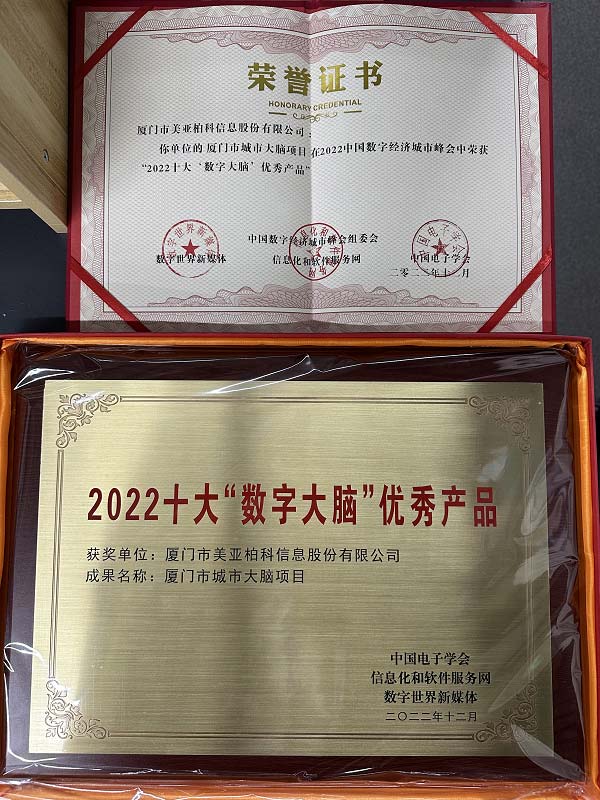 荣誉证书
HONORARY CREDENTIAL
厦门市美亚柏科信息股份有限公司：
你单位的 厦门市城市大脑项目 在2022中国数字经济城市峰会中荣获
“2022十大‘数字大脑’优秀产品”
中国数字经济城市峰会组委会
数字世界新媒体 信息化和软件服务网 中国电子学会
二〇二二年十二月
2022十大“数字大脑”优秀产品
获奖单位：厦门市美亚柏科信息股份有限公司
成果名称：厦门市城市大脑项目
中国电子学会
信息化和软件服务网
数字世界新媒体
二〇二二年十二月